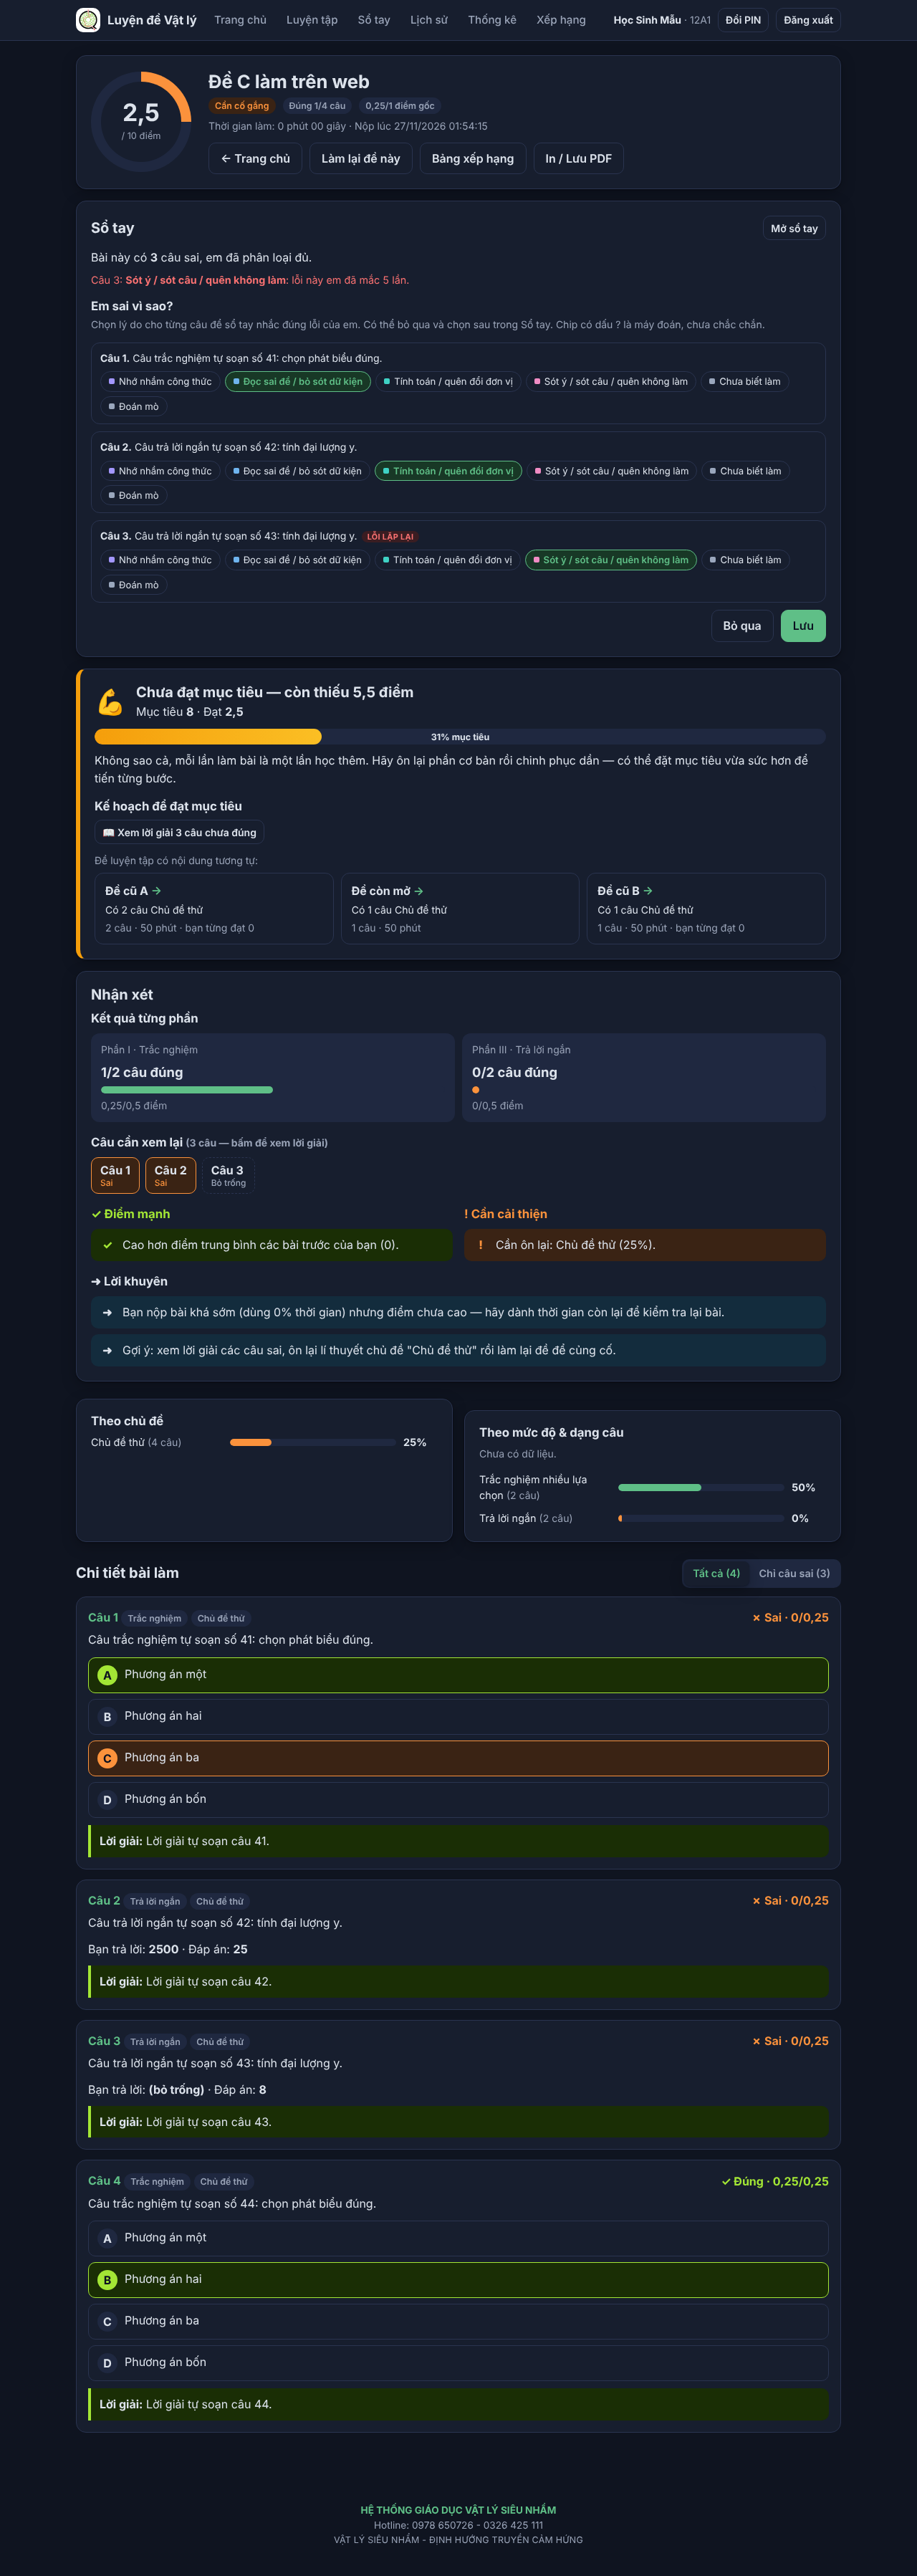 Luyện đề Vật lý Trang chủ Luyện tập Sổ tay Lịch sử Thống kê Xếp hạng Học Sinh Mẫu · 12A1 Đổi PIN Đăng xuất
2,5
/ 10 điểm
Đề C làm trên web
Cần cố gắng Đúng 1/4 câu 0,25/1 điểm gốc
Thời gian làm: 0 phút 00 giây · Nộp lúc 27/11/2026 01:54:15
← Trang chủ Làm lại đề này Bảng xếp hạng In / Lưu PDF
Sổ tay Mở sổ tay
Bài này có 3 câu sai, em đã phân loại đủ.
Câu 3: Sót ý / sót câu / quên không làm: lỗi này em đã mắc 5 lần.
Em sai vì sao?
Chọn lý do cho từng câu để sổ tay nhắc đúng lỗi của em. Có thể bỏ qua và chọn sau trong Sổ tay. Chip có dấu ? là máy đoán, chưa chắc chắn.
Câu 1. Câu trắc nghiệm tự soạn số 41: chọn phát biểu đúng.
Nhớ nhầm công thức Đọc sai đề / bỏ sót dữ kiện Tính toán / quên đổi đơn vị Sót ý / sót câu / quên không làm Chưa biết làm
Đoán mò
Câu 2. Câu trả lời ngắn tự soạn số 42: tính đại lượng y.
Nhớ nhầm công thức Đọc sai đề / bỏ sót dữ kiện Tính toán / quên đổi đơn vị Sót ý / sót câu / quên không làm Chưa biết làm
Đoán mò
Câu 3. Câu trả lời ngắn tự soạn số 43: tính đại lượng y. LỖI LẶP LẠI
Nhớ nhầm công thức Đọc sai đề / bỏ sót dữ kiện Tính toán / quên đổi đơn vị Sót ý / sót câu / quên không làm Chưa biết làm
Đoán mò
Bỏ qua Lưu
Chưa đạt mục tiêu — còn thiếu 5,5 điểm
Mục tiêu 8 · Đạt 2,5
31% mục tiêu
Không sao cả, mỗi lần làm bài là một lần học thêm. Hãy ôn lại phần cơ bản rồi chinh phục dần — có thể đặt mục tiêu vừa sức hơn để
tiến từng bước.
Kế hoạch để đạt mục tiêu
📖 Xem lời giải 3 câu chưa đúng
Đề luyện tập có nội dung tương tự:
Đề cũ A → Đề còn mở → Đề cũ B →
Có 2 câu Chủ đề thử Có 1 câu Chủ đề thử Có 1 câu Chủ đề thử
2 câu · 50 phút · bạn từng đạt 0 1 câu · 50 phút 1 câu · 50 phút · bạn từng đạt 0
Nhận xét
Kết quả từng phần
Phần I · Trắc nghiệm Phần III · Trả lời ngắn
1/2 câu đúng 0/2 câu đúng
0,25/0,5 điểm 0/0,5 điểm
Câu cần xem lại (3 câu — bấm để xem lời giải)
Câu 1 Câu 2 Câu 3
Sai Sai Bỏ trống
✓ Điểm mạnh ! Cần cải thiện
✓ Cao hơn điểm trung bình các bài trước của bạn (0). ! Cần ôn lại: Chủ đề thử (25%).
➜ Lời khuyên
➜ Bạn nộp bài khá sớm (dùng 0% thời gian) nhưng điểm chưa cao — hãy dành thời gian còn lại để kiểm tra lại bài.
➜ Gợi ý: xem lời giải các câu sai, ôn lại lí thuyết chủ đề "Chủ đề thử" rồi làm lại đề để củng cố.
Theo chủ đề
Chủ đề thử (4 câu) 25%
Theo mức độ & dạng câu
Chưa có dữ liệu.
Trắc nghiệm nhiều lựa
chọn (2 câu) 50%
Trả lời ngắn (2 câu) 0%
Chi tiết bài làm Tất cả (4) Chỉ câu sai (3)
Câu 1 Trắc nghiệm Chủ đề thử × Sai · 0/0,25
Câu trắc nghiệm tự soạn số 41: chọn phát biểu đúng.
A Phương án một
B Phương án hai
C Phương án ba
D Phương án bốn
Lời giải: Lời giải tự soạn câu 41.
Câu 2 Trả lời ngắn Chủ đề thử × Sai · 0/0,25
Câu trả lời ngắn tự soạn số 42: tính đại lượng y.
Bạn trả lời: 2500 · Đáp án: 25
Lời giải: Lời giải tự soạn câu 42.
Câu 3 Trả lời ngắn Chủ đề thử × Sai · 0/0,25
Câu trả lời ngắn tự soạn số 43: tính đại lượng y.
Bạn trả lời: (bỏ trống) · Đáp án: 8
Lời giải: Lời giải tự soạn câu 43.
Câu 4 Trắc nghiệm Chủ đề thử ✓ Đúng · 0,25/0,25
Câu trắc nghiệm tự soạn số 44: chọn phát biểu đúng.
A Phương án một
B Phương án hai
C Phương án ba
D Phương án bốn
Lời giải: Lời giải tự soạn câu 44.
HỆ THỐNG GIÁO DỤC VẬT LÝ SIÊU NHẨM
Hotline: 0978 650726 - 0326 425 111
VẬT LÝ SIÊU NHẨM - ĐỊNH HƯỚNG TRUYỀN CẢM HỨNG